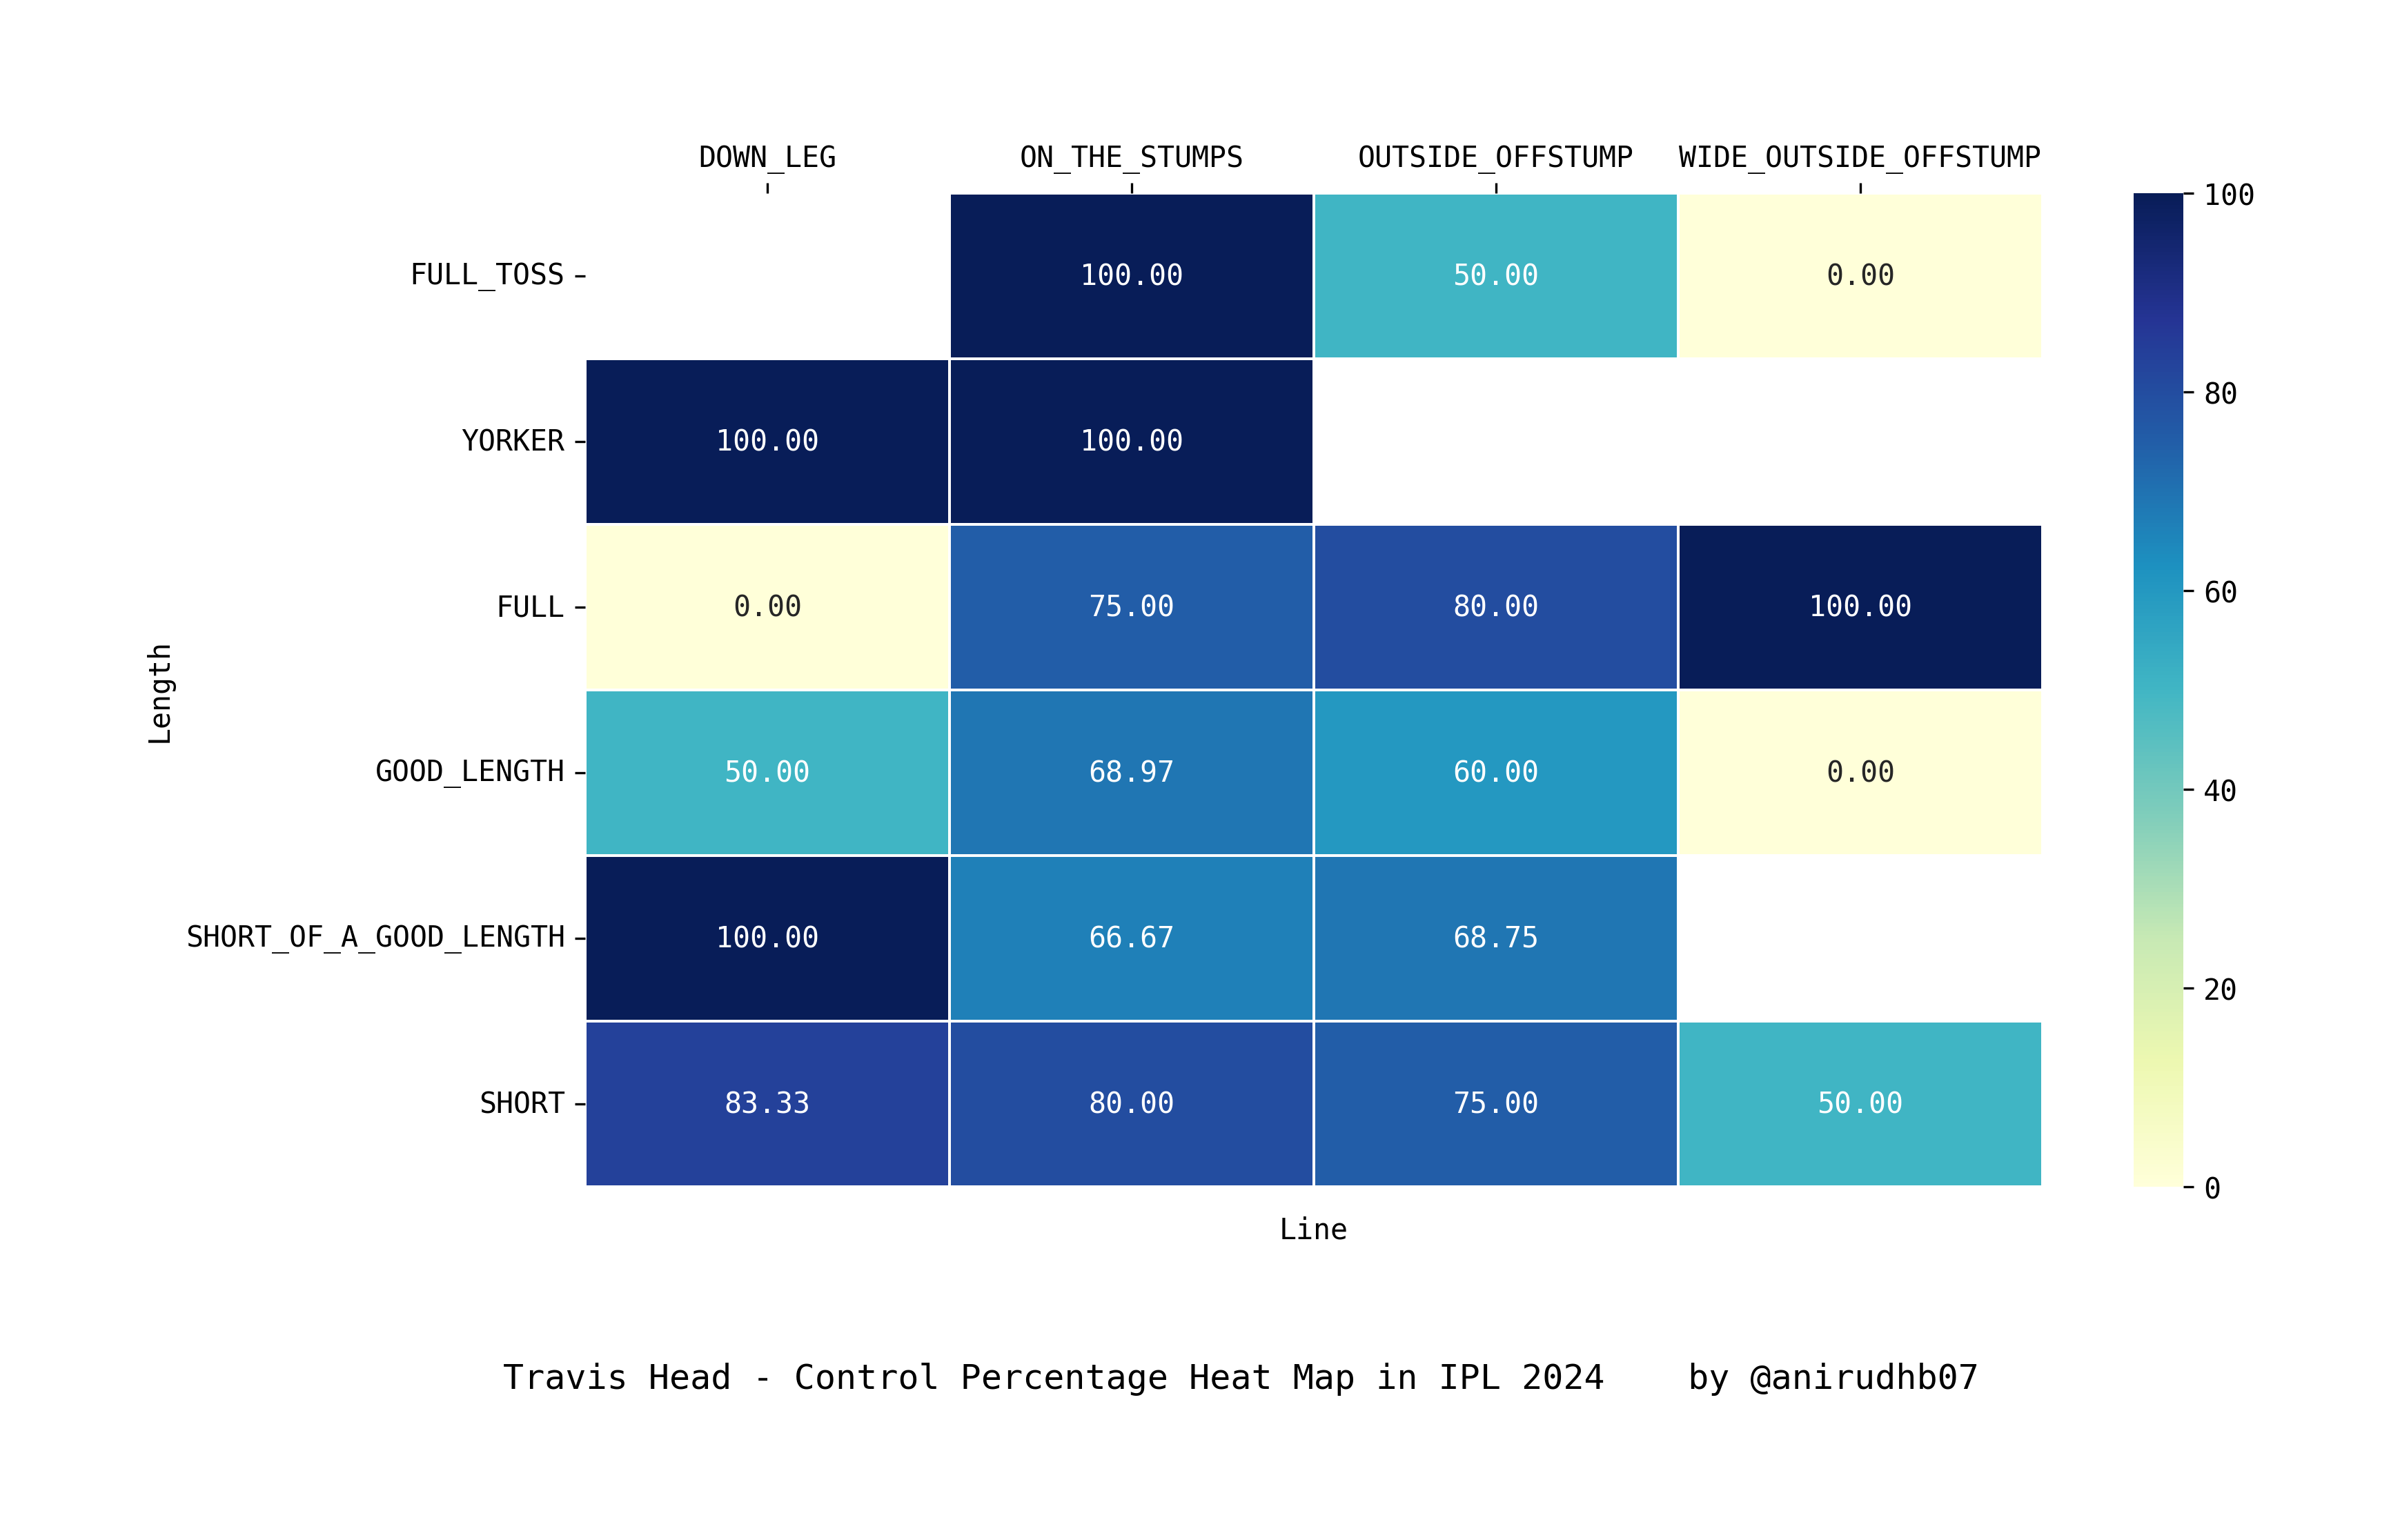 DOWN_LEG ON_THE_STUMPS OUTSIDE_OFFSTUMP WIDE_OUTSIDE_OFFSTUMP
100
FULL_TOSS 100.00 50.00 0.00
80
YORKER 100.00 100.00
60
FULL 0.00 75.00 80.00 100.00
Length
GOOD_LENGTH 50.00 68.97 60.00 0.00
40
SHORT_OF_A_GOOD_LENGTH 100.00 66.67 68.75
20
SHORT 83.33 80.00 75.00 50.00
0
Line
Travis Head - Control Percentage Heat Map in IPL 2024 by @anirudhb07